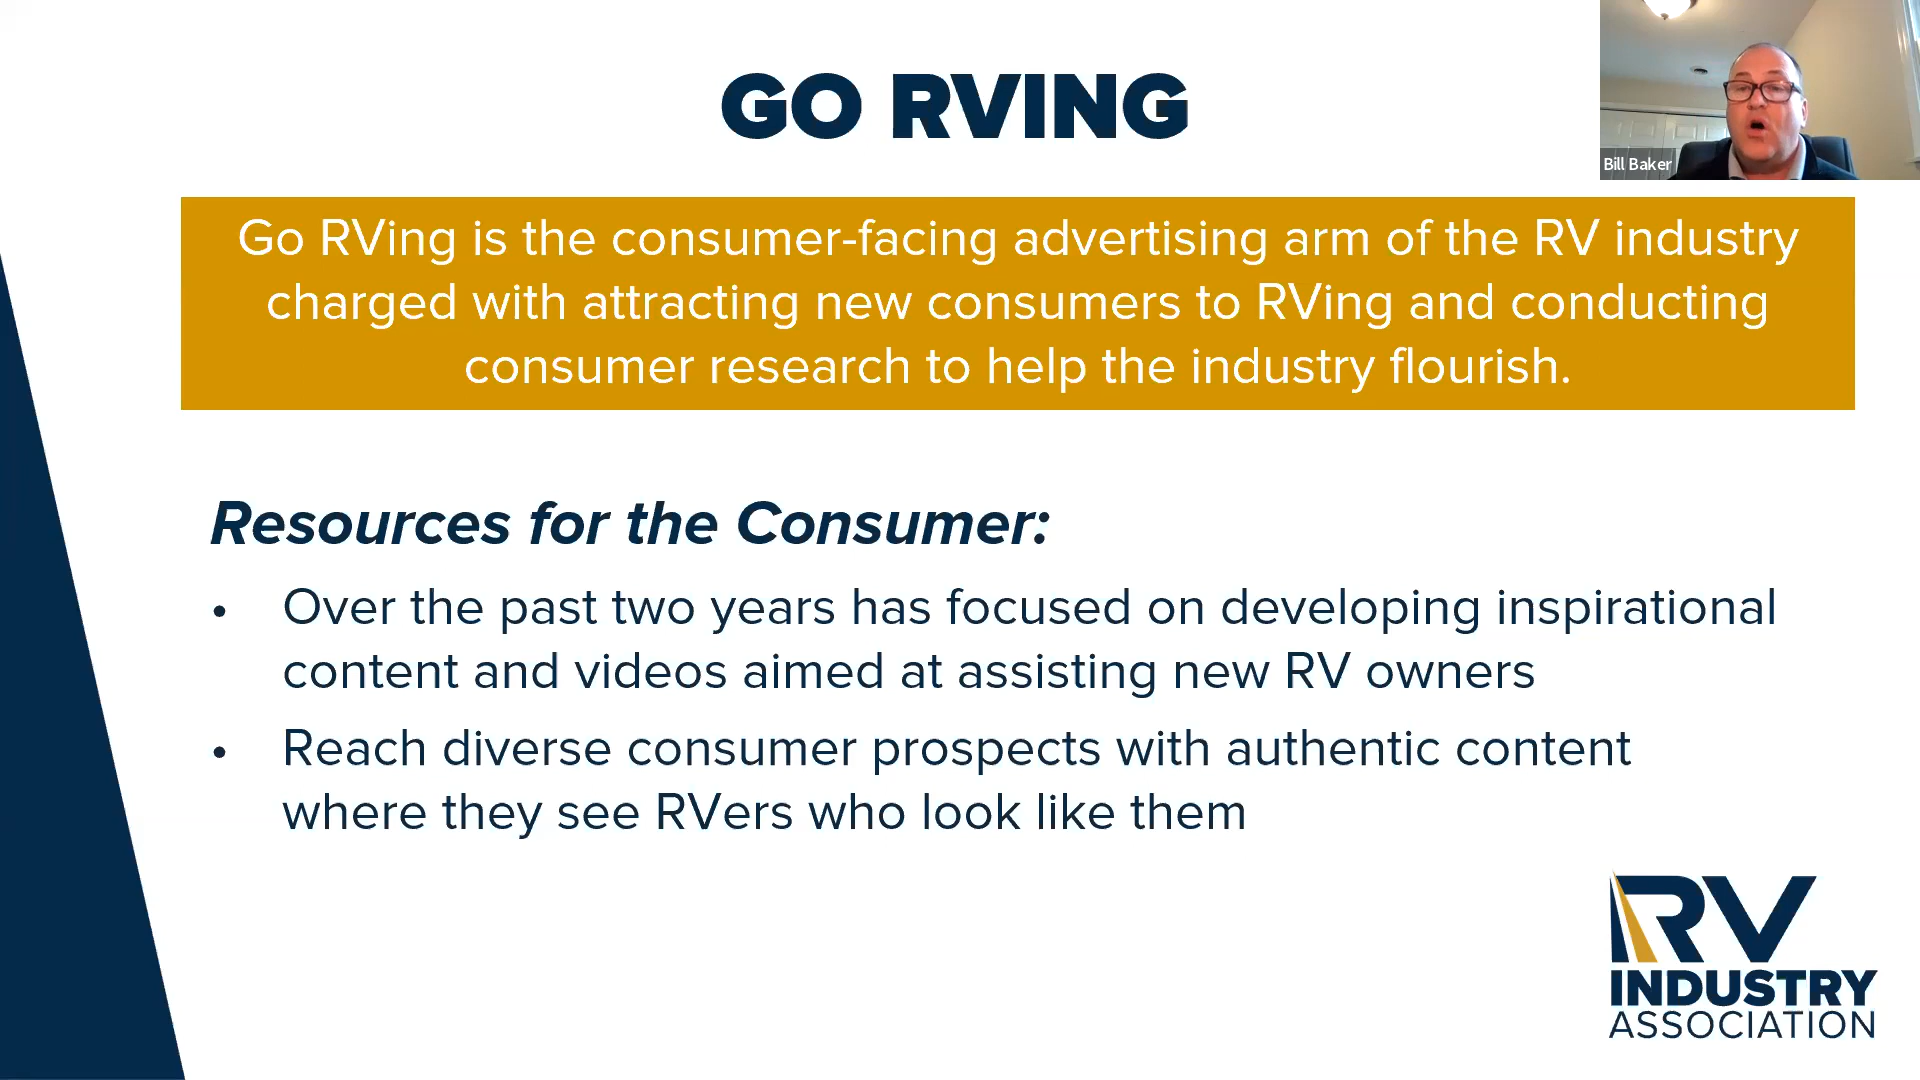 GO RVING
Bill Baker
Go RVing is the consumer-facing advertising arm of the RV industry
charged with attracting new consumers to RVing and conducting
consumer research to help the industry flourish.
Resources for the Consumer:
• Over the past two years has focused on developing inspirational
content and videos aimed at assisting new RV owners
• Reach diverse consumer prospects with authentic content
where they see RVers who look like them
RV
INDUSTRY
ASSOCIATION